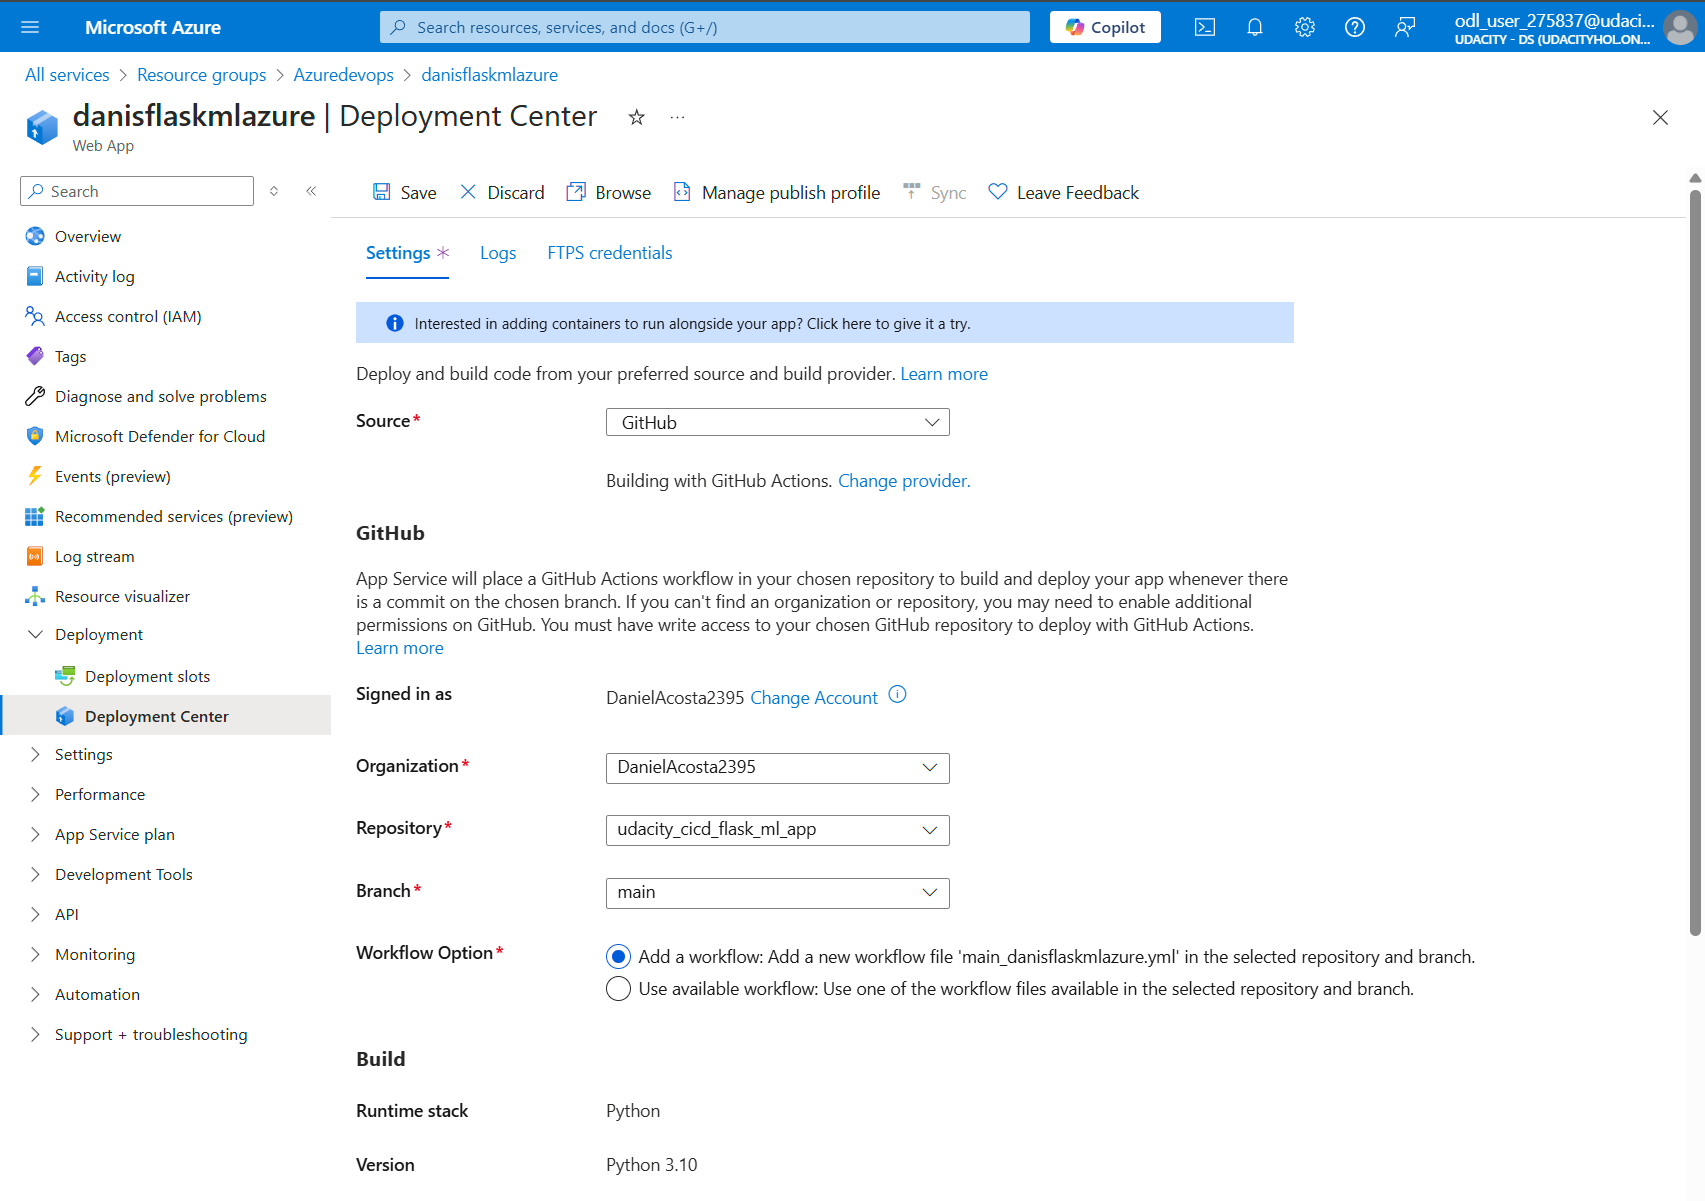 Microsoft Azure
Search resources, services, and docs (G+/)
Copilot
odl_user_275837@udaci...
UDACITY - DS (UDACITYHOL.ON...
All services > Resource groups > Azuredevops > danisflaskmlazure
danisflaskmlazure | Deployment Center
Web App
Search
Overview
Activity log
Access control (IAM)
Tags
Diagnose and solve problems
Microsoft Defender for Cloud
Events (preview)
Recommended services (preview)
Log stream
Resource visualizer
Deployment
Deployment slots
Deployment Center
Settings
Performance
App Service plan
Development Tools
API
Monitoring
Automation
Support + troubleshooting
Save Discard Browse Manage publish profile Sync Leave Feedback
Settings * Logs FTPS credentials
Interested in adding containers to run alongside your app? Click here to give it a try.
Deploy and build code from your preferred source and build provider. Learn more
Source* GitHub
Building with GitHub Actions. Change provider.
GitHub
App Service will place a GitHub Actions workflow in your chosen repository to build and deploy your app whenever there
is a commit on the chosen branch. If you can't find an organization or repository, you may need to enable additional
permissions on GitHub. You must have write access to your chosen GitHub repository to deploy with GitHub Actions.
Learn more
Signed in as DanielAcosta2395 Change Account
Organization* DanielAcosta2395
Repository* udacity_cicd_flask_ml_app
Branch* main
Workflow Option* Add a workflow: Add a new workflow file 'main_danisflaskmlazure.yml' in the selected repository and branch.
Use available workflow: Use one of the workflow files available in the selected repository and branch.
Build
Runtime stack Python
Version Python 3.10